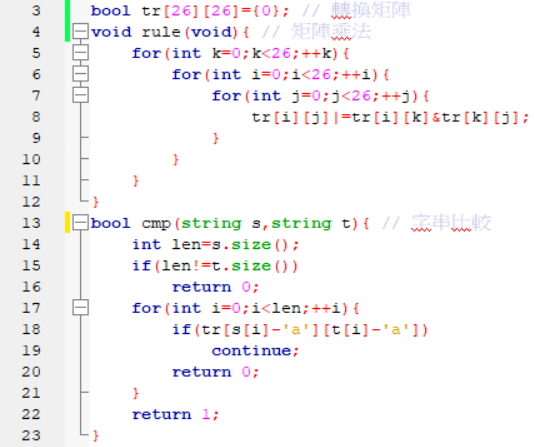 3 bool tr[26][26]={0}; // 轉換矩陣
4 void rule(void){ // 矩陣乘法
5 for(int k=0;k<26;++k){
6 for(int i=0;i<26;++i){
7 for(int j=0;j<26;++j){
8 tr[i][j]|=tr[i][k]&tr[k][j];
9 }
10 }
11 }
12 }
13 bool cmp(string s,string t){ // 字串比較
14 int len=s.size();
15 if(len!=t.size())
16 return 0;
17 for(int i=0;i<len;++i){
18 if(tr[s[i]-'a'][t[i]-'a'])
19 continue;
20 return 0;
21 }
22 return 1;
23 }